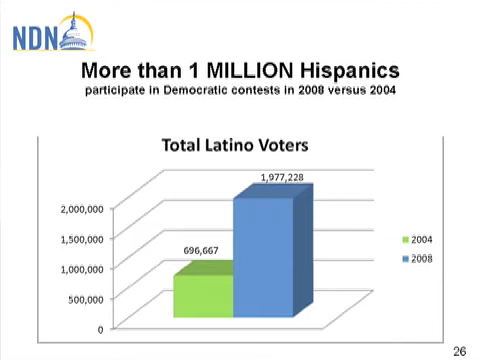 NDN
More than 1 MILLION Hispanics
participate in Democratic contests in 2008 versus 2004
Total Latino Voters
1,977,228
2,000,000
1,500,000
1,000,000
500,000
0
696,667
2004
2008
26